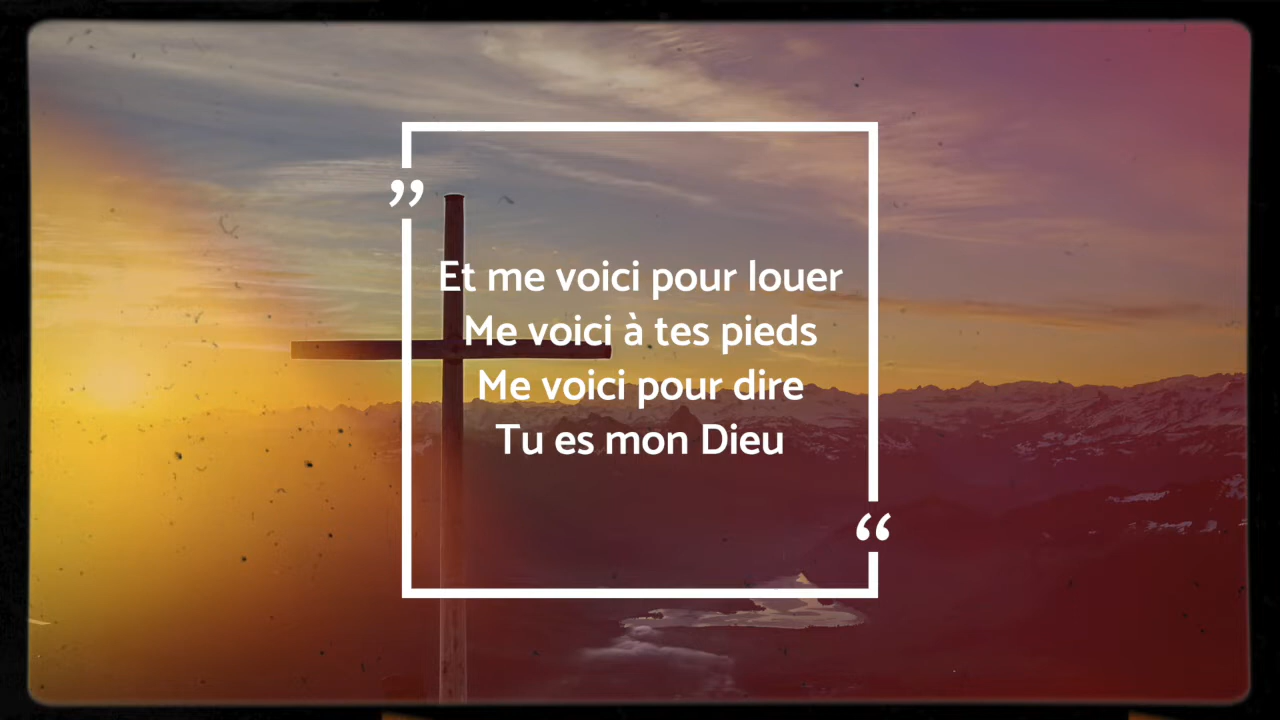 ”
Et me voici pour louer
Me voici à tes pieds
Me voici pour dire
Tu es mon Dieu
“